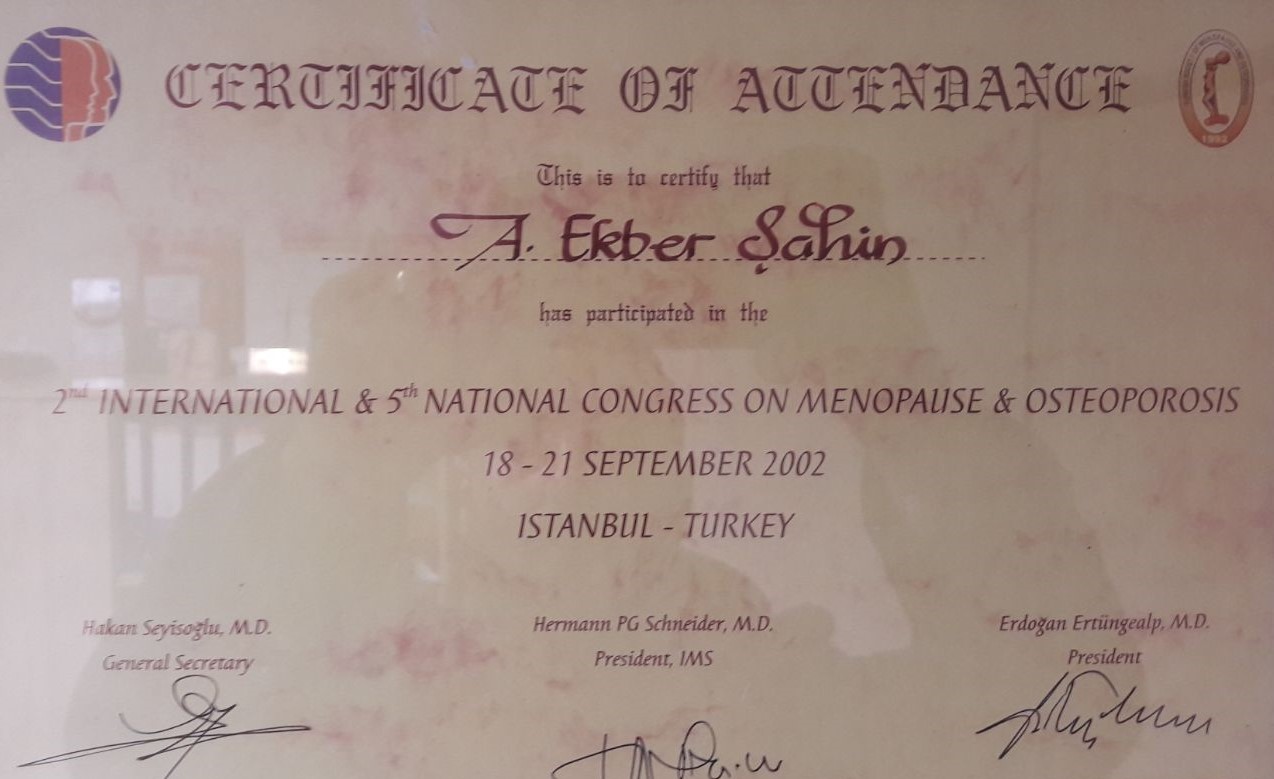 CERTIFICATE OF ATTENDANCE
This is to certify that
A. Ekber Şahin
has participated in the
2nd INTERNATIONAL & 5th NATIONAL CONGRESS ON MENOPAUSE & OSTEOPOROSIS
18 - 21 SEPTEMBER 2002
ISTANBUL - TURKEY
Hakan Seyisoğlu, M.D.
General Secretary
Hermann PG Schneider, M.D.
President, IMS
Erdoğan Ertüngealp, M.D.
President